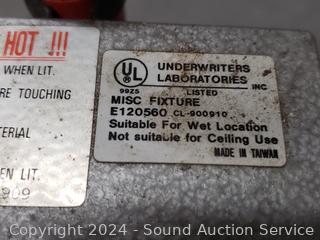 HOT !!!
WHEN LIT.
RE TOUCHING
TERIAL
EN LIT.
909
UL
UNDERWRITERS
LABORATORIES INC
99Z5 LISTED
MISC FIXTURE
E120560 CL-900910
Suitable For Wet Location
Not suitable for Ceiling Use
MADE IN TAIWAN
Copyright 2024 - Sound Auction Service